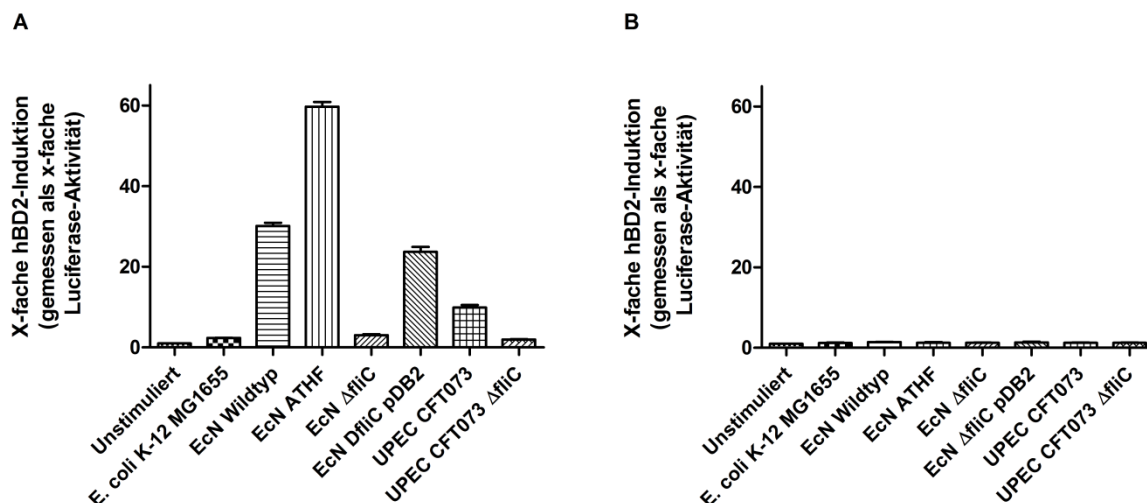 A
X-fache hBD2-Induktion
(gemessen als x-fache
Luciferase-Aktivität)
60
40
20
0
Unstimuliert
E. coli K-12 MG1655
EcN Wildtyp
EcN ATHF
EcN ΔfliC
EcN DfliC pDB2
UPEC CFT073
UPEC CFT073 ΔfliC
B
X-fache hBD2-Induktion
(gemessen als x-fache
Luciferase-Aktivität)
60
40
20
0
Unstimuliert
E. coli K-12 MG1655
EcN Wildtyp
EcN ATHF
EcN ΔfliC
EcN ΔfliC pDB2
UPEC CFT073
UPEC CFT073 ΔfliC